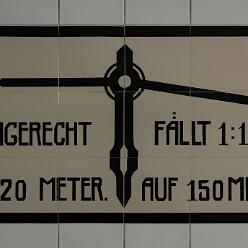 NGERECHT FÄLLT 1:1
20 METER. AUF 150 M